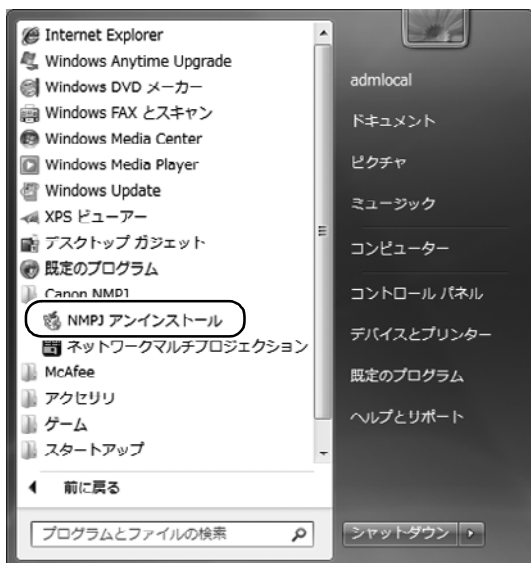 Internet Explorer
Windows Anytime Upgrade
Windows DVD メーカー
Windows FAX とスキャン
Windows Media Center
Windows Media Player
Windows Update
XPS ビューアー
デスクトップ ガジェット
既定のプログラム
Canon NMPJ
NMPJ アンインストール
ネットワークマルチプロジェクション
McAfee
アクセサリ
ゲーム
スタートアップ
前に戻る
プログラムとファイルの検索
admlocal
ドキュメント
ピクチャ
ミュージック
コンピューター
コントロール パネル
デバイスとプリンター
既定のプログラム
ヘルプとサポート
シャットダウン